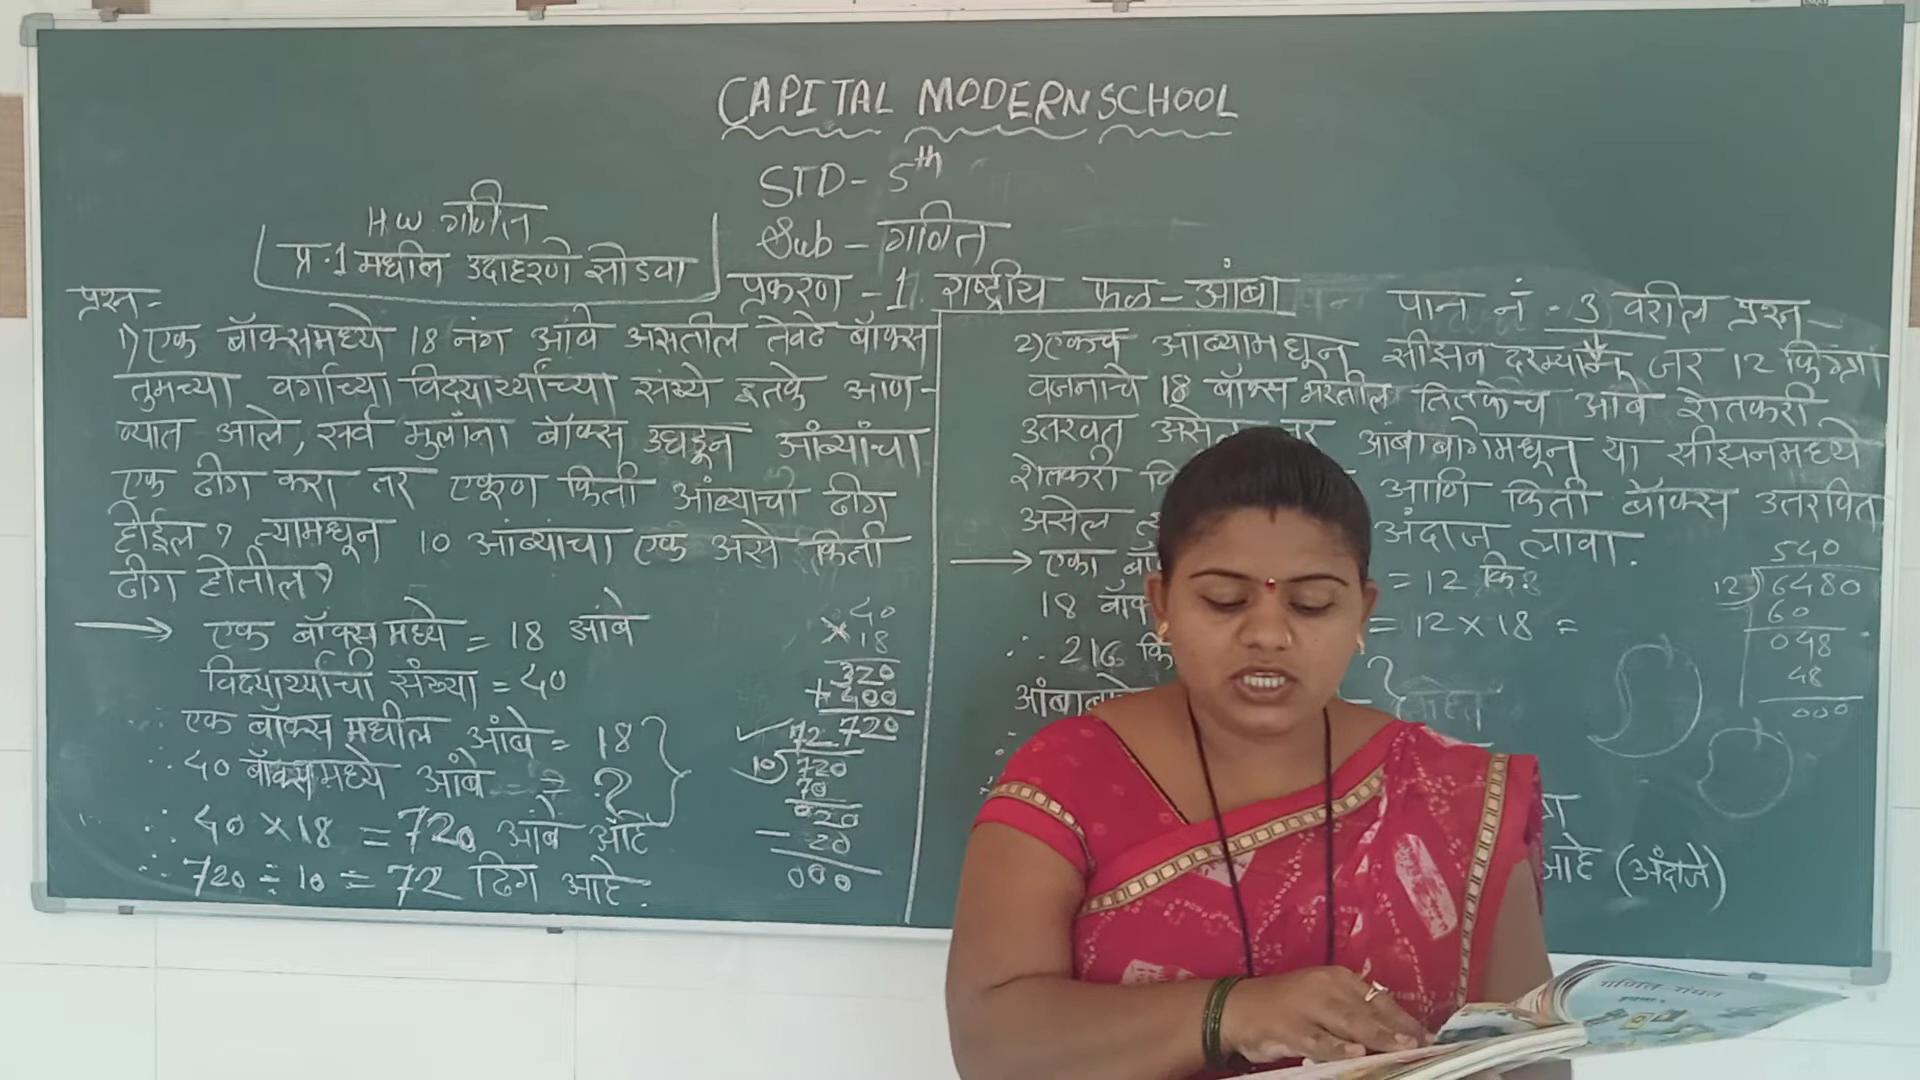 CAPITAL MODERN SCHOOL
STD- 5th
Sub - गणित
H.W. गणित
प्र.1 मधील उदाहरणे सोडवा
प्रकरण - 1. राष्ट्रीय फळ - आंबा
प्रश्न -
1) एक बॉक्समध्ये 18 नंग आंबे असतील तेवढे बॉक्स
तुमच्या वर्गाच्या विद्यार्थ्यांच्या संख्ये इतके आण-
ण्यात आले, सर्व मुलांना बॉक्स उघडून आंब्यांचा
एक ढीग करा तर एकूण किती आंब्याचा ढीग
होईल? त्यामधून 10 आंब्यांचा एक असे किती
ढीग होतील?
→ एक बॉक्स मध्ये = 18 आंबे
विद्यार्थ्यांची संख्या = 40
एक बॉक्स मधील आंबे = 18
∴ 40 बॉक्समध्ये आंबे = ?
∴ 40 × 18 = 720 आंबे आहे
∴ 720 ÷ 10 = 72 ढिग आहे.
40
× 18
320
+ 400
720
72
10) 720
70
020
- 20
000
पान नं - 3 वरील प्रश्न -
2) एकाच आंब्यामधून सीझन दरम्यान जर 12 किग्रा
वजनाचे 18 बॉक्स भरतील तितकेच आंबे शेतकरी
उतरवत आंबाबागेमधून या सीझनमध्ये
शेतकरी आणि किती बॉक्स उतरवित
असेल अंदाज लावा.
→ एका = 12 कि?
18 = 12 × 18 =
∴ 216 कि
आहे (अंदाजे)
540
12) 6480
60
048
48
000